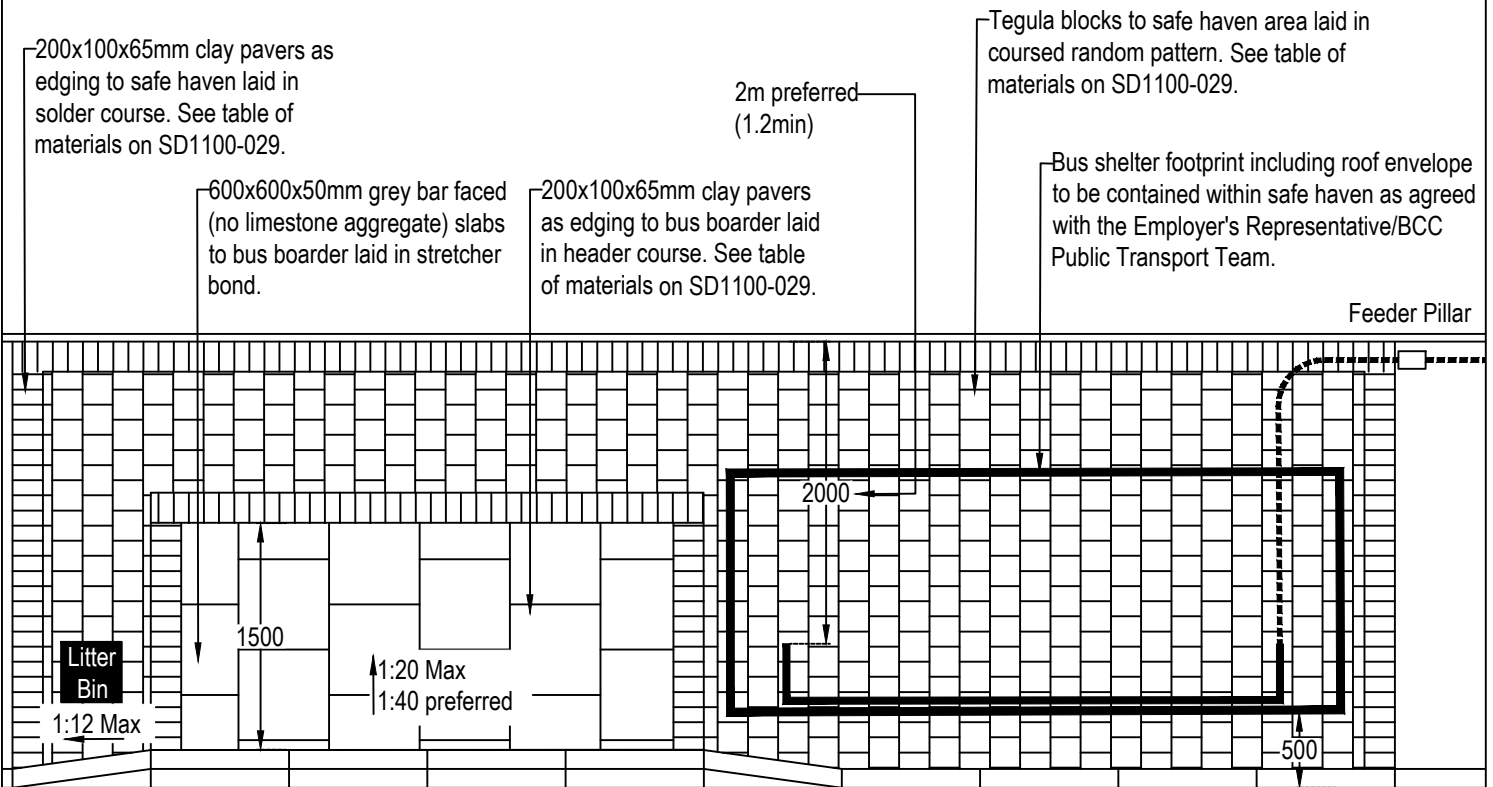 200x100x65mm clay pavers as
edging to safe haven laid in
solder course. See table of
materials on SD1100-029.
600x600x50mm grey bar faced
(no limestone aggregate) slabs
to bus boarder laid in stretcher
bond.
200x100x65mm clay pavers
as edging to bus boarder laid
in header course. See table
of materials on SD1100-029.
2m preferred
(1.2min)
Tegula blocks to safe haven area laid in
coursed random pattern. See table of
materials on SD1100-029.
Bus shelter footprint including roof envelope
to be contained within safe haven as agreed
with the Employer's Representative/BCC
Public Transport Team.
Feeder Pillar
2000
1500
Litter
Bin
1:20 Max
1:40 preferred
1:12 Max
500